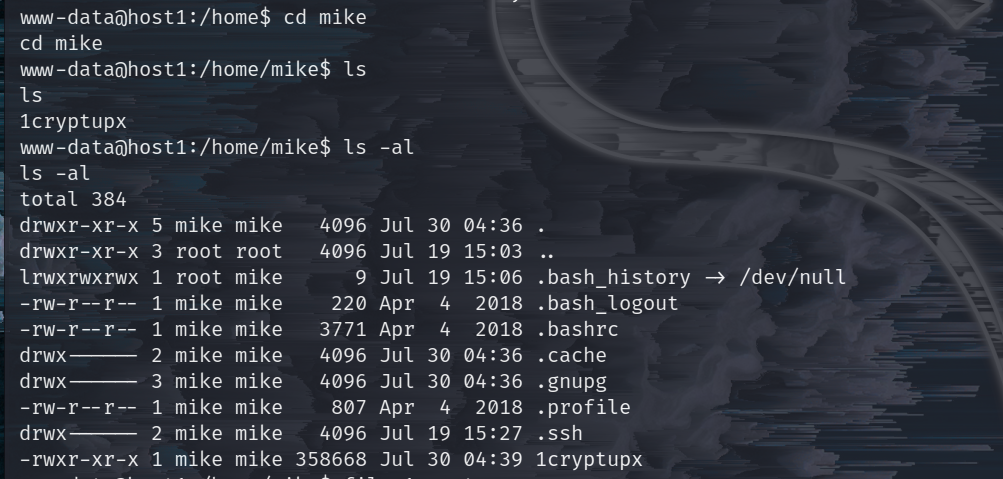 www-data@host1:/home$ cd mike
cd mike
www-data@host1:/home/mike$ ls
ls
1cryptupx
www-data@host1:/home/mike$ ls -al
ls -al
total 384
drwxr-xr-x 5 mike mike   4096 Jul 30 04:36 .
drwxr-xr-x 3 root root   4096 Jul 19 15:03 ..
lrwxrwxrwx 1 root mike      9 Jul 19 15:06 .bash_history -> /dev/null
-rw-r--r-- 1 mike mike    220 Apr  4  2018 .bash_logout
-rw-r--r-- 1 mike mike   3771 Apr  4  2018 .bashrc
drwx------ 2 mike mike   4096 Jul 30 04:36 .cache
drwx------ 3 mike mike   4096 Jul 30 04:36 .gnupg
-rw-r--r-- 1 mike mike    807 Apr  4  2018 .profile
drwx------ 2 mike mike   4096 Jul 19 15:27 .ssh
-rwxr-xr-x 1 mike mike 358668 Jul 30 04:39 1cryptupx